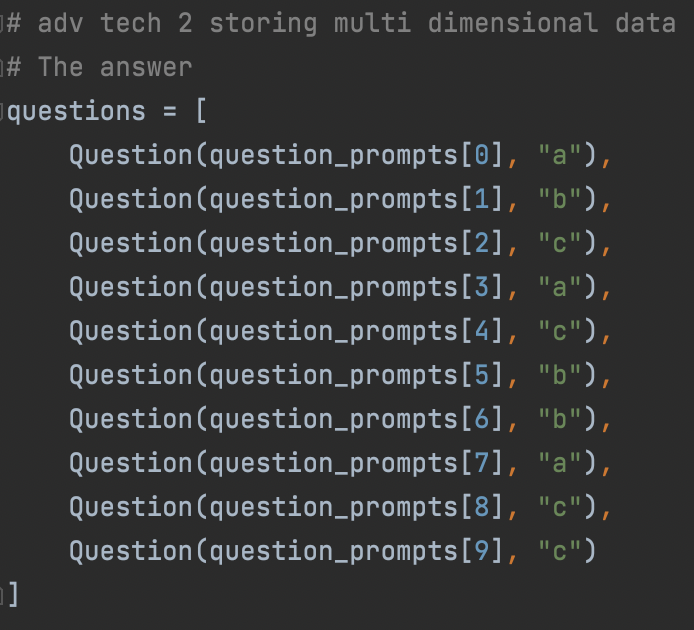 # adv tech 2 storing multi dimensional data
# The answer
questions = [
    Question(question_prompts[0], "a"),
    Question(question_prompts[1], "b"),
    Question(question_prompts[2], "c"),
    Question(question_prompts[3], "a"),
    Question(question_prompts[4], "c"),
    Question(question_prompts[5], "b"),
    Question(question_prompts[6], "b"),
    Question(question_prompts[7], "a"),
    Question(question_prompts[8], "c"),
    Question(question_prompts[9], "c")
]